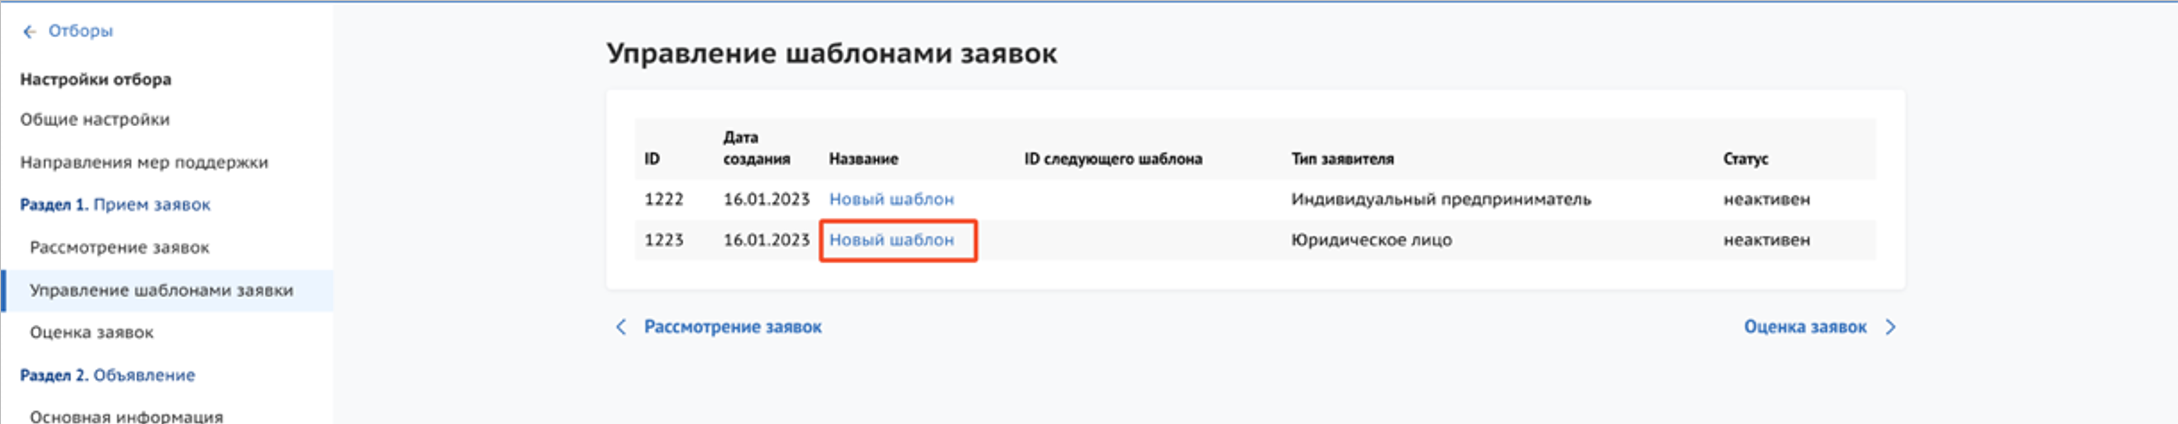 ← Отборы
Настройки отбора
Общие настройки
Направления мер поддержки
Раздел 1. Прием заявок
Рассмотрение заявок
Управление шаблонами заявки
Оценка заявок
Раздел 2. Объявление
Основная информация
Управление шаблонами заявок
ID Дата создания Название ID следующего шаблона Тип заявителя Статус
1222 16.01.2023 Новый шаблон Индивидуальный предприниматель неактивен
1223 16.01.2023 Новый шаблон Юридическое лицо неактивен
Рассмотрение заявок Оценка заявок